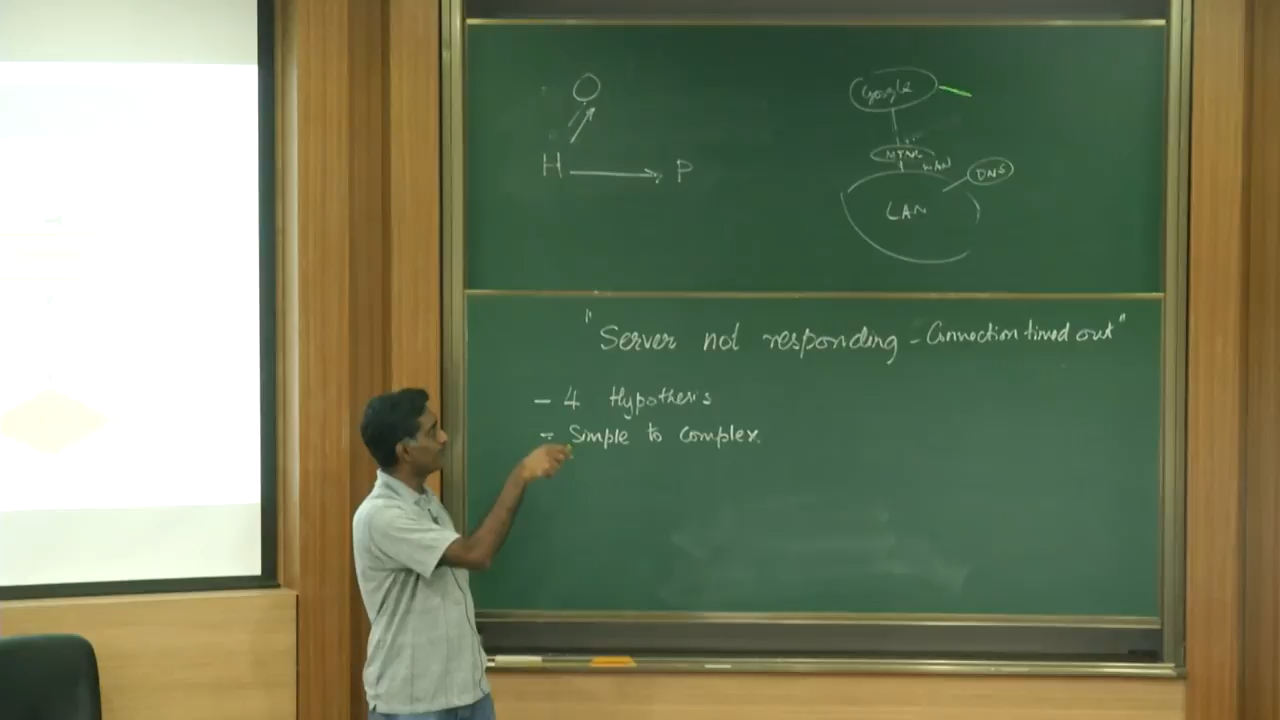 H P
Google
MTNL
WAN
DNS
LAN
"Server not responding - Connection timed out"
- 4 Hypothesis
- Simple to complex.